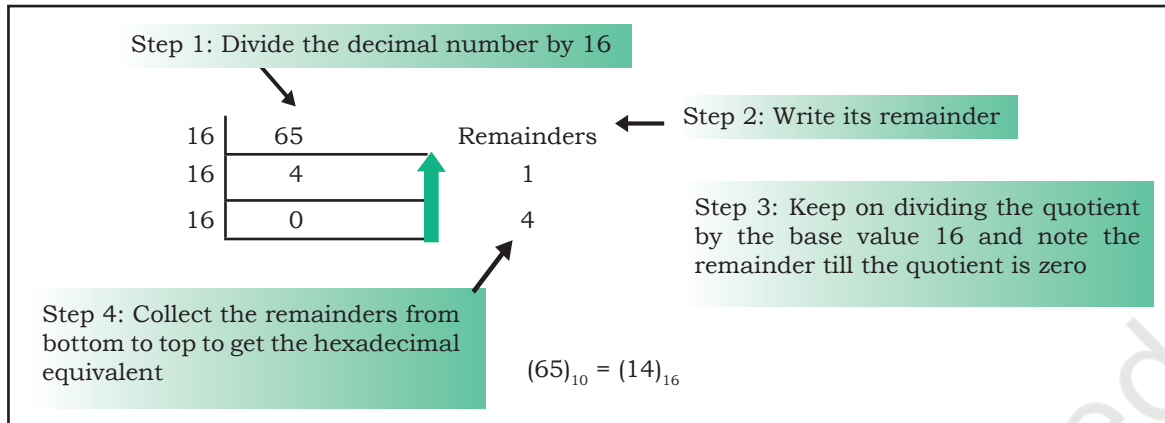 Step 1: Divide the decimal number by 16
Step 2: Write its remainder
16 65 Remainders
16 4 1
16 0 4
Step 3: Keep on dividing the quotient
by the base value 16 and note the
remainder till the quotient is zero
Step 4: Collect the remainders from
bottom to top to get the hexadecimal
equivalent
(65)₁₀ = (14)₁₆